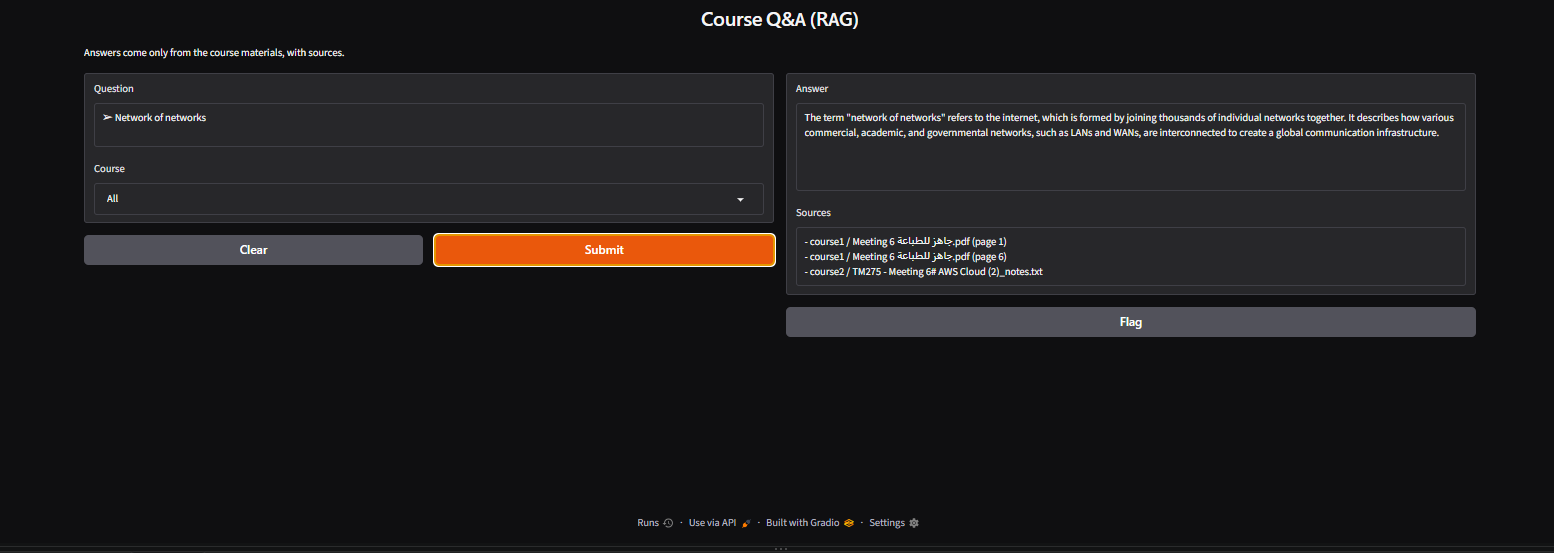 Course Q&A (RAG)
Answers come only from the course materials, with sources.
Question
➢ Network of networks
Course
All
Clear
Submit
Answer
The term "network of networks" refers to the internet, which is formed by joining thousands of individual networks together. It describes how various
commercial, academic, and governmental networks, such as LANs and WANs, are interconnected to create a global communication infrastructure.
Sources
- course1 / Meeting 6 جاهز للطباعة.pdf (page 1)
- course1 / Meeting 6 جاهز للطباعة.pdf (page 6)
- course2 / TM275 - Meeting 6# AWS Cloud (2)_notes.txt
Flag
Runs · Use via API · Built with Gradio · Settings